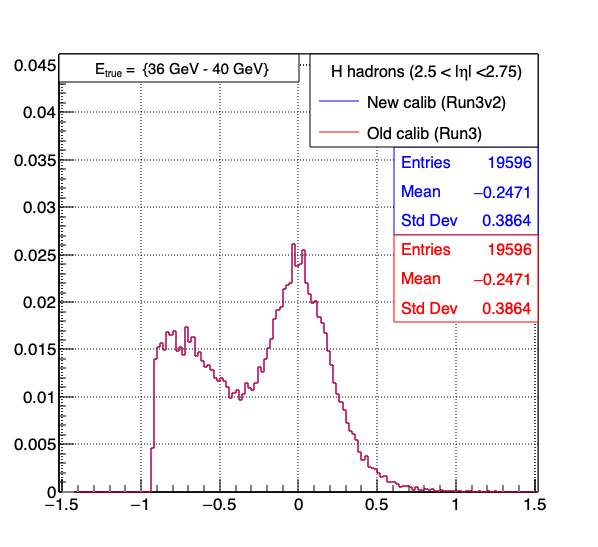 E_true = {36 GeV - 40 GeV}
H hadrons (2.5 < |η| <2.75)
New calib (Run3v2)
Old calib (Run3)
Entries 19596
Mean −0.2471
Std Dev 0.3864
Entries 19596
Mean −0.2471
Std Dev 0.3864
0.045
0.04
0.035
0.03
0.025
0.02
0.015
0.01
0.005
0
−1.5 −1 −0.5 0 0.5 1 1.5